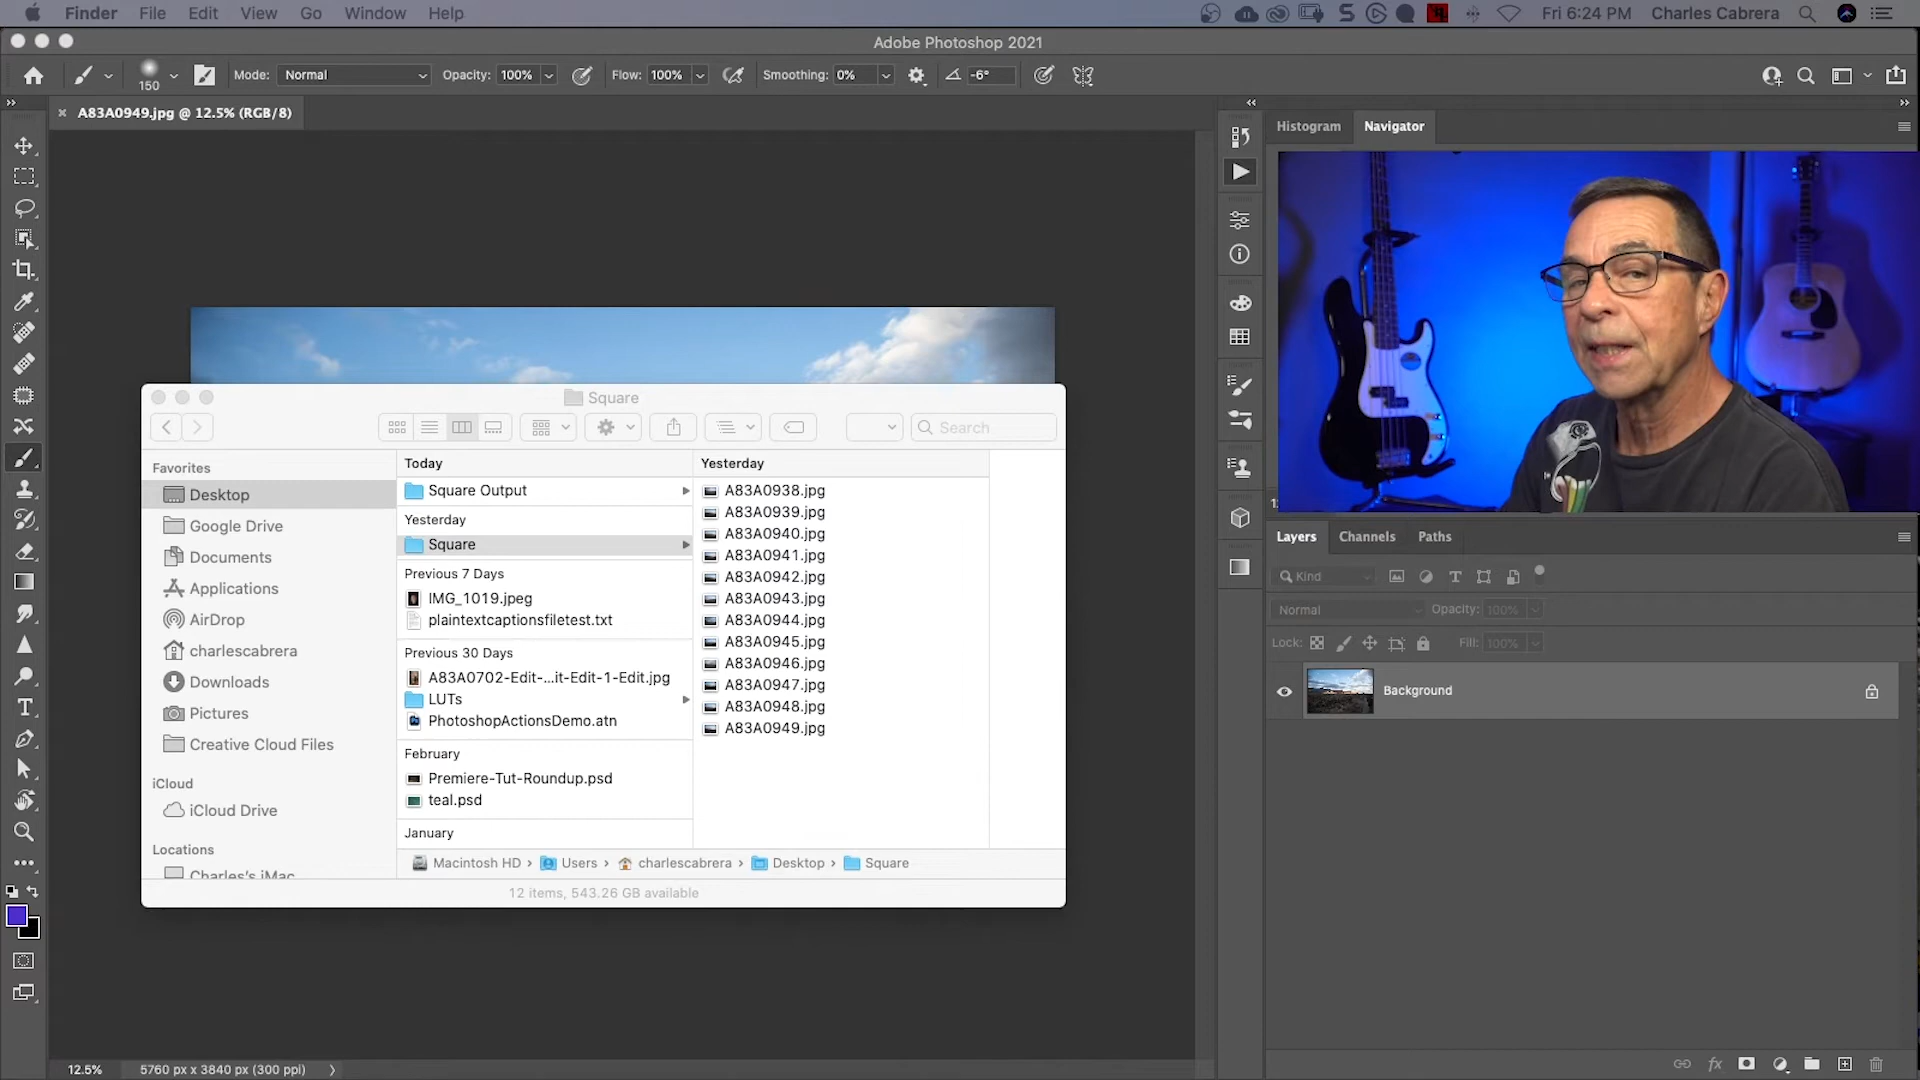 Finder File Edit View Go Window Help
Fri 6:24 PM Charles Cabrera
Adobe Photoshop 2021
150 Mode: Normal Opacity: 100% Flow: 100% Smoothing: 0% -6°
A83A0949.jpg @ 12.5% (RGB/8)
Histogram Navigator
Square
Search
Favorites
Desktop
Google Drive
Documents
Applications
AirDrop
charlescabrera
Downloads
Pictures
Creative Cloud Files
iCloud
iCloud Drive
Locations
Charles's iMac
Today
Square Output
Yesterday
Square
Previous 7 Days
IMG_1019.jpeg
plaintextcaptionsfiletest.txt
Previous 30 Days
A83A0702-Edit-...it-Edit-1-Edit.jpg
LUTs
PhotoshopActionsDemo.atn
February
Premiere-Tut-Roundup.psd
teal.psd
January
Yesterday
A83A0938.jpg
A83A0939.jpg
A83A0940.jpg
A83A0941.jpg
A83A0942.jpg
A83A0943.jpg
A83A0944.jpg
A83A0945.jpg
A83A0946.jpg
A83A0947.jpg
A83A0948.jpg
A83A0949.jpg
Macintosh HD › Users › charlescabrera › Desktop › Square
12 items, 543.26 GB available
Layers Channels Paths
Kind
Normal Opacity: 100%
Lock: Fill: 100%
Background
12.5% 5760 px x 3840 px (300 ppi)